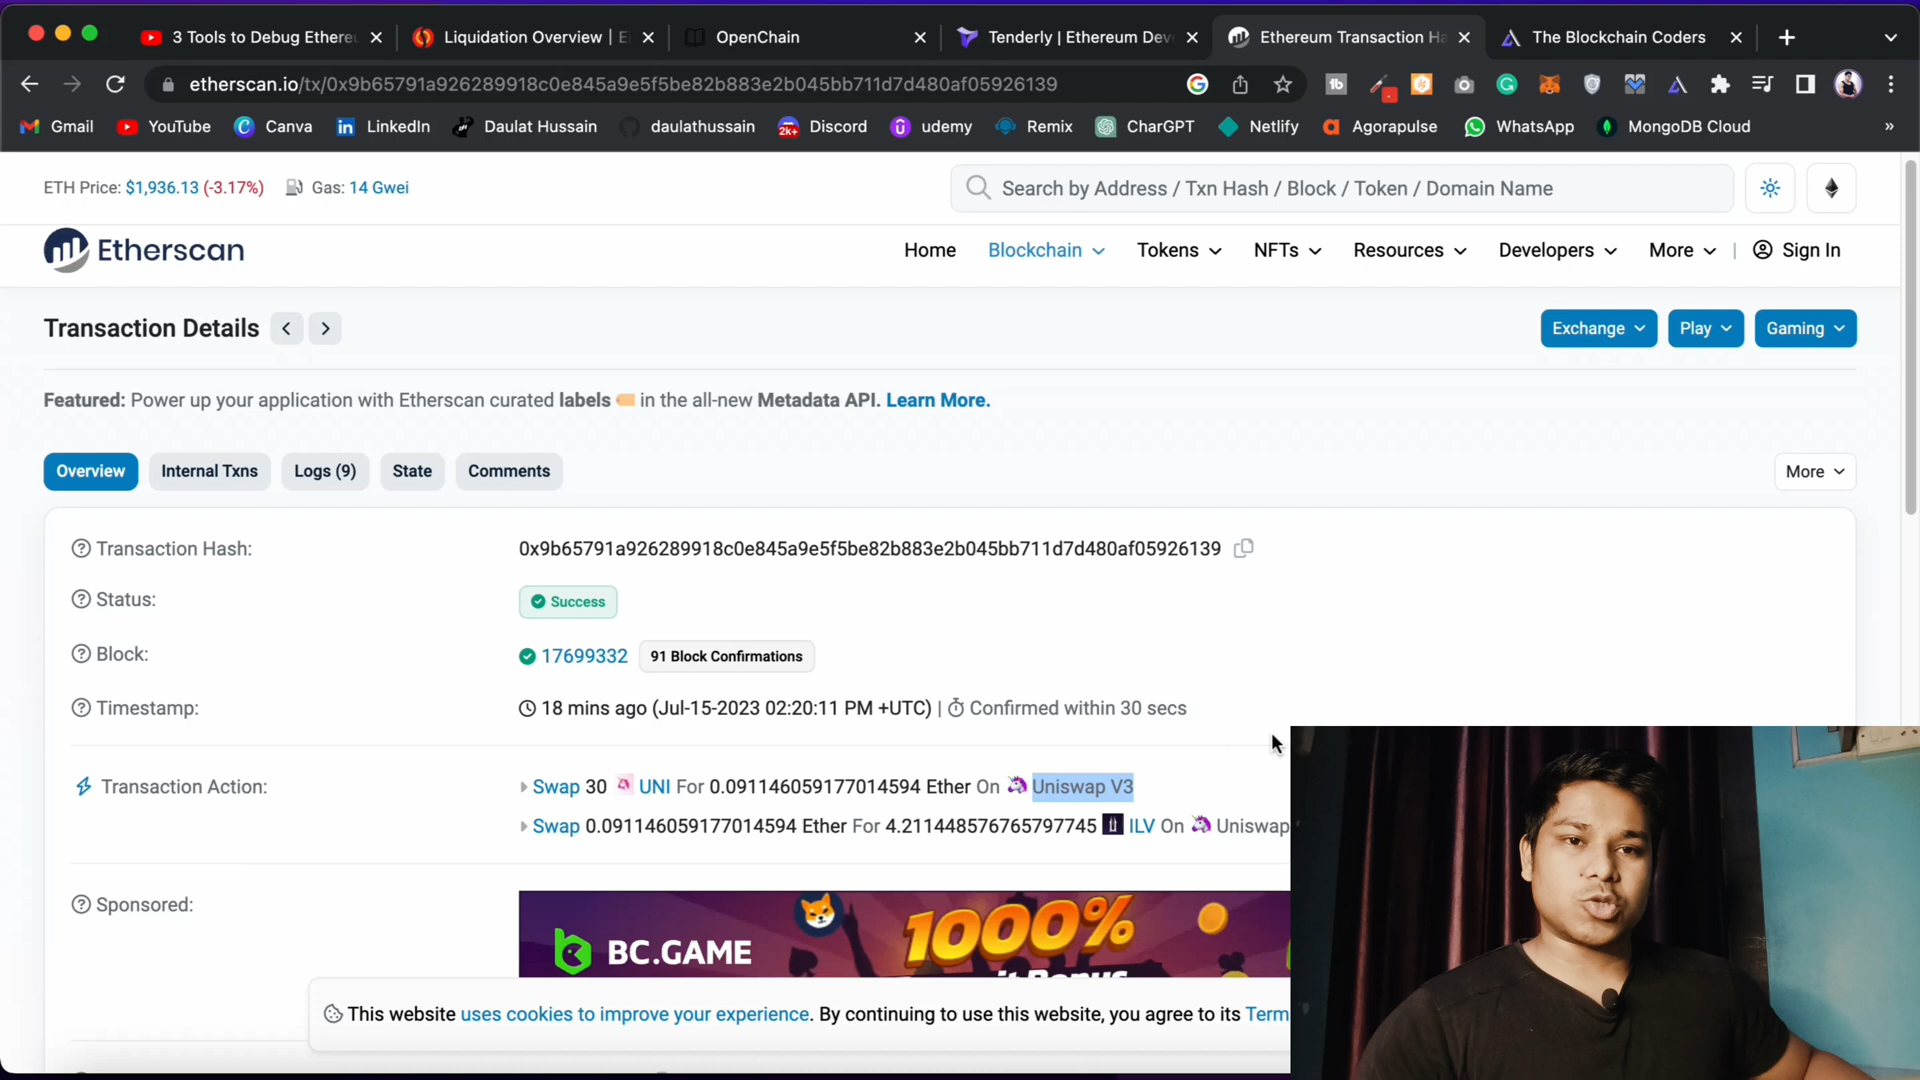 3 Tools to Debug Ethere
Liquidation Overview | E
OpenChain
Tenderly | Ethereum Dev
Ethereum Transaction Ha
The Blockchain Coders
etherscan.io/tx/0x9b65791a926289918c0e845a9e5f5be82b883e2b045bb711d7d480af05926139
Gmail
YouTube
Canva
LinkedIn
Daulat Hussain
daulathussain
2k+
Discord
udemy
Remix
CharGPT
Netlify
Agorapulse
WhatsApp
MongoDB Cloud
ETH Price: $1,936.13 (-3.17%)
Gas: 14 Gwei
Search by Address / Txn Hash / Block / Token / Domain Name
Etherscan
Home
Blockchain
Tokens
NFTs
Resources
Developers
More
Sign In
Transaction Details
Exchange
Play
Gaming
Featured: Power up your application with Etherscan curated labels in the all-new Metadata API. Learn More.
Overview
Internal Txns
Logs (9)
State
Comments
More
Transaction Hash:
0x9b65791a926289918c0e845a9e5f5be82b883e2b045bb711d7d480af05926139
Status:
Success
Block:
17699332
91 Block Confirmations
Timestamp:
18 mins ago (Jul-15-2023 02:20:11 PM +UTC) | Confirmed within 30 secs
Transaction Action:
Swap 30 UNI For 0.091146059177014594 Ether On Uniswap V3
Swap 0.091146059177014594 Ether For 4.211448576765797745 ILV On Uniswap
Sponsored:
BC.GAME
1000%
This website uses cookies to improve your experience. By continuing to use this website, you agree to its Term